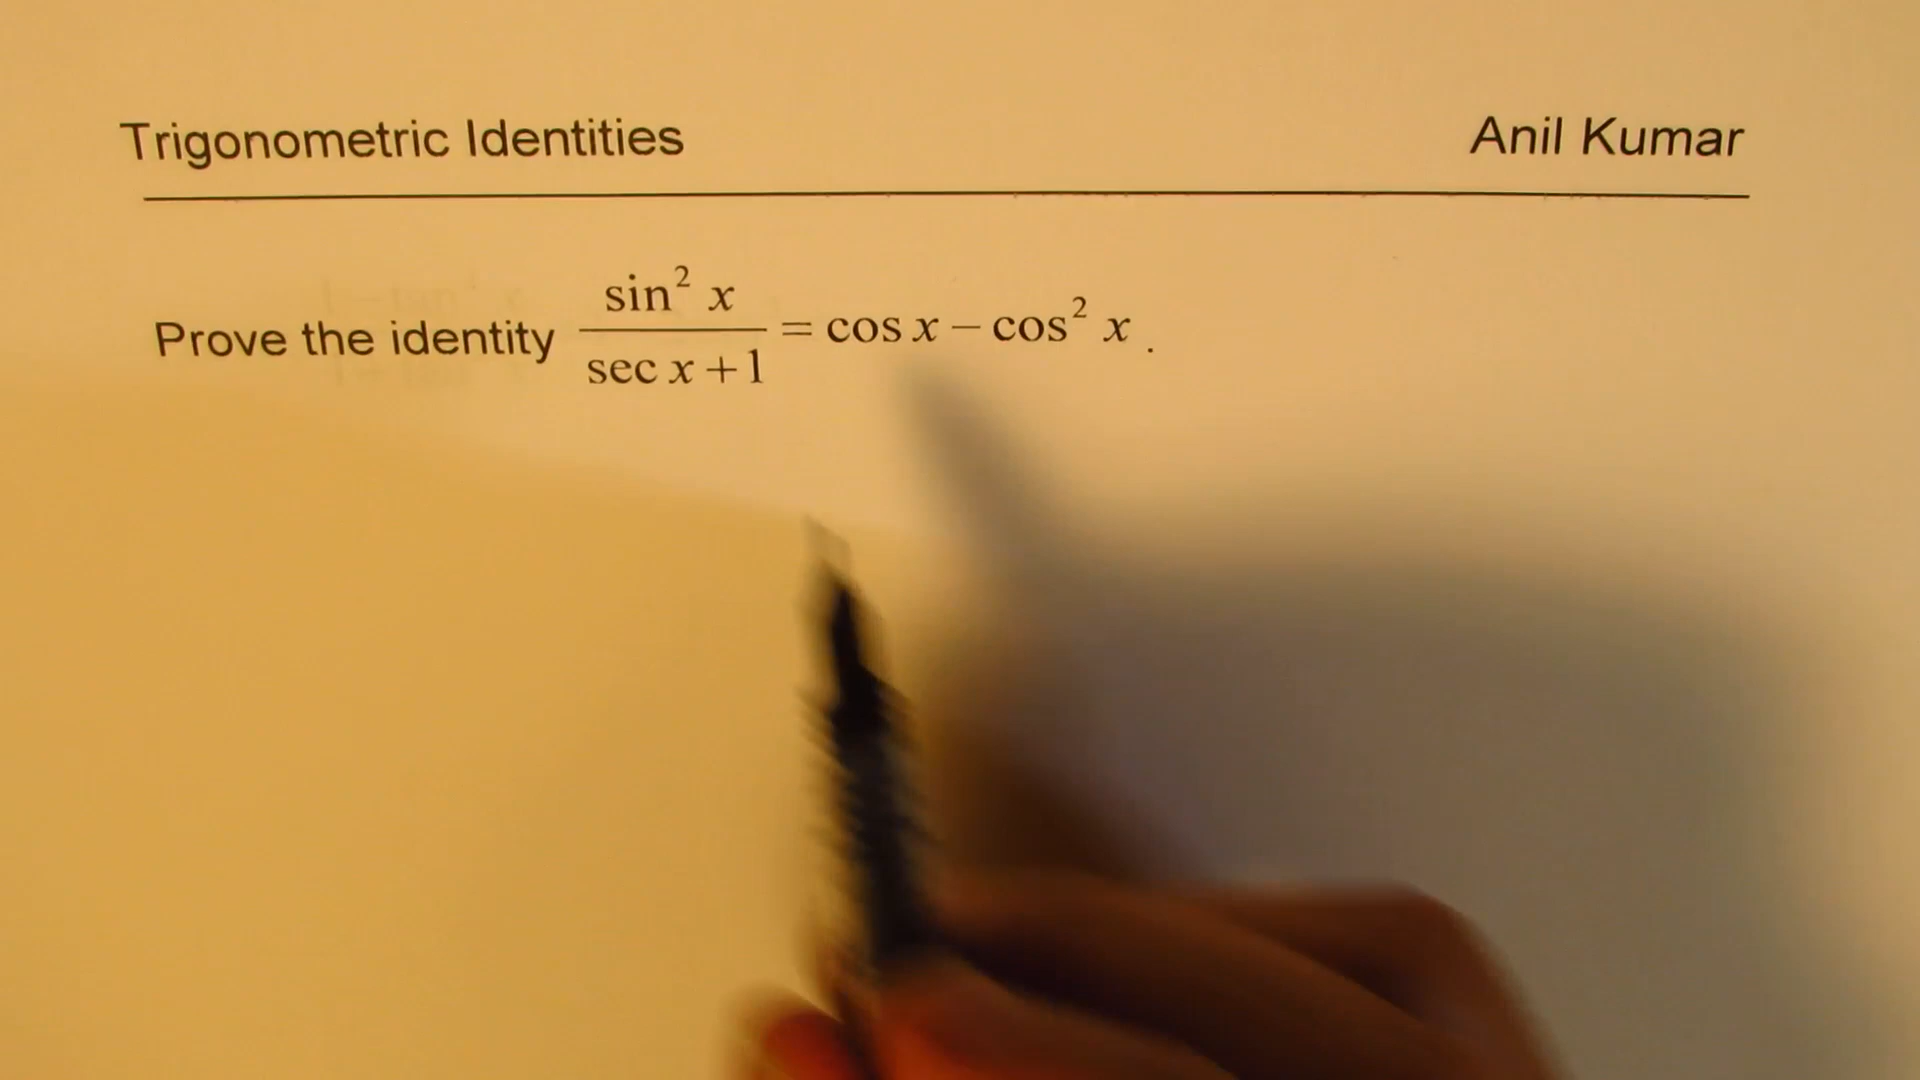 Trigonometric Identities Anil Kumar
Prove the identity sin² x / sec x + 1 = cos x − cos² x .